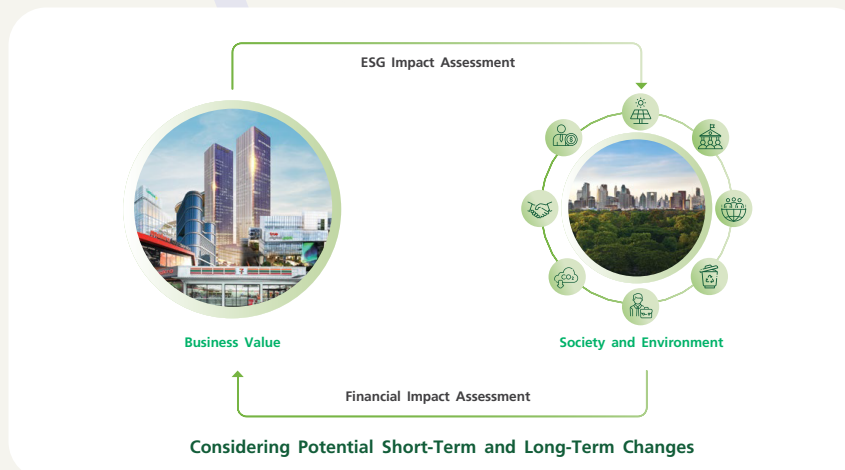 ESG Impact Assessment
CO₂
Business Value
Society and Environment
Financial Impact Assessment
Considering Potential Short-Term and Long-Term Changes